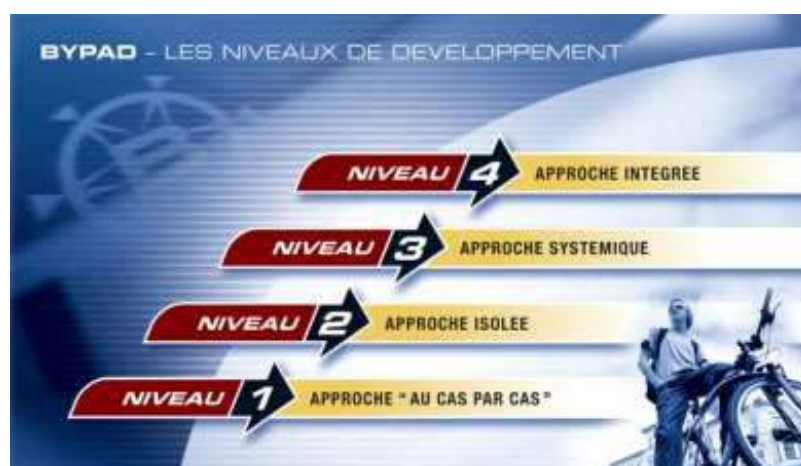 BYPAD - LES NIVEAUX DE DEVELOPPEMENT
NIVEAU 4 APPROCHE INTEGREE
NIVEAU 3 APPROCHE SYSTEMIQUE
NIVEAU 2 APPROCHE ISOLEE
NIVEAU 1 APPROCHE "AU CAS PAR CAS"